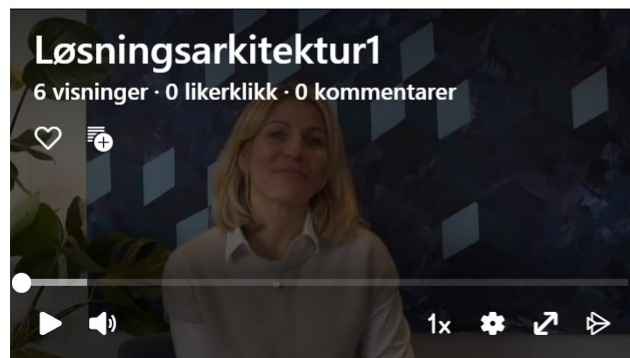 Løsningsarkitektur1
6 visninger · 0 likerklikk · 0 kommentarer
1x